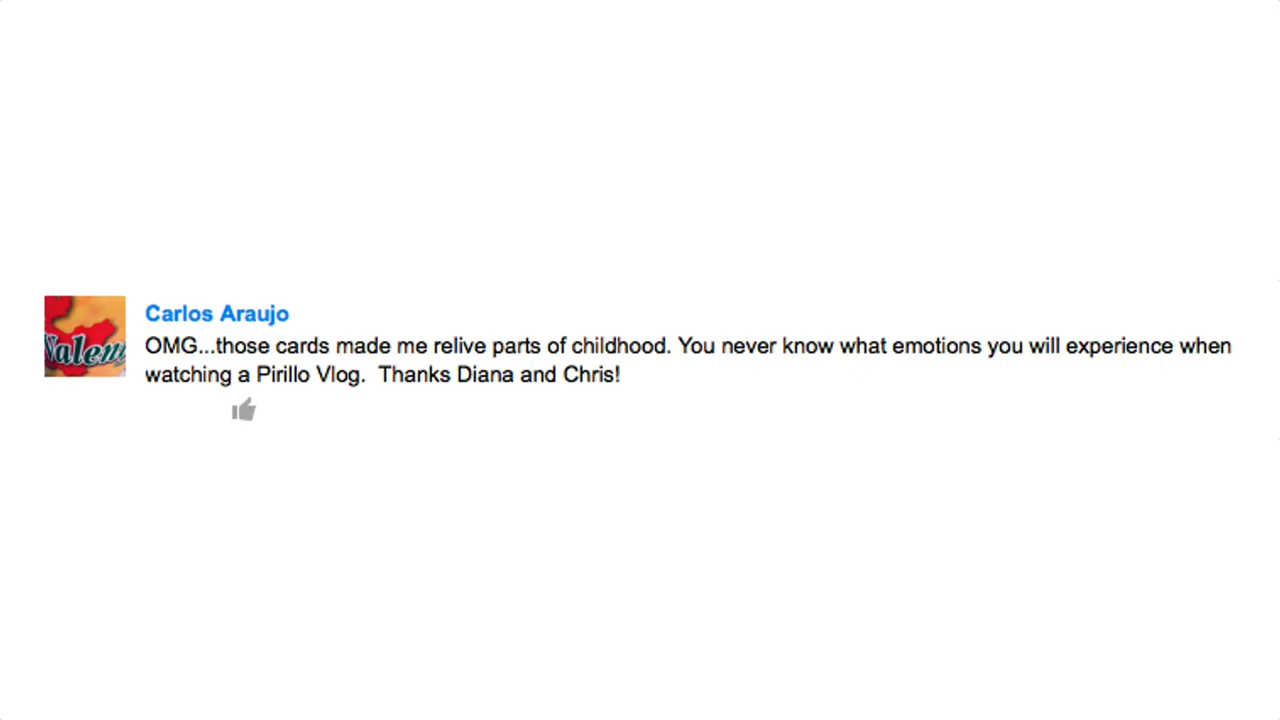 Carlos Araujo
OMG...those cards made me relive parts of childhood. You never know what emotions you will experience when
watching a Pirillo Vlog.  Thanks Diana and Chris!